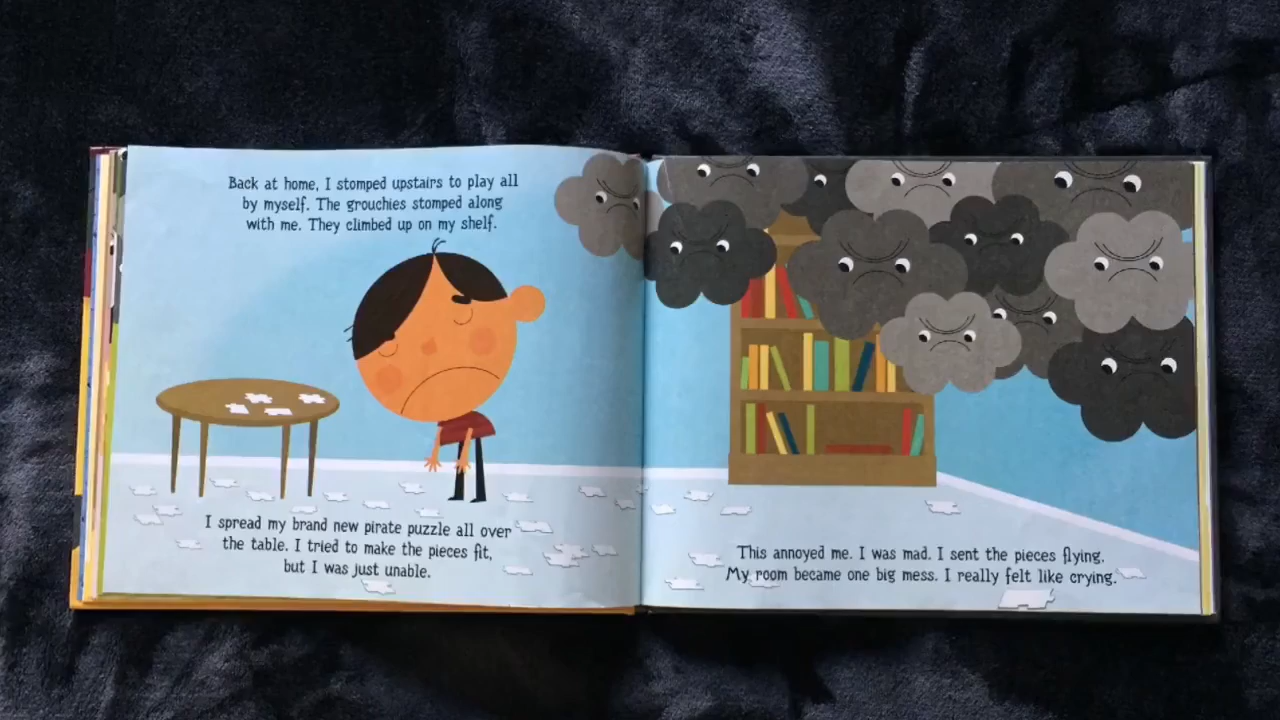 Back at home, I stomped upstairs to play all
by myself. The grouchies stomped along
with me. They climbed up on my shelf.
I spread my brand new pirate puzzle all over
the table. I tried to make the pieces fit,
but I was just unable.
This annoyed me. I was mad. I sent the pieces flying.
My room became one big mess. I really felt like crying.